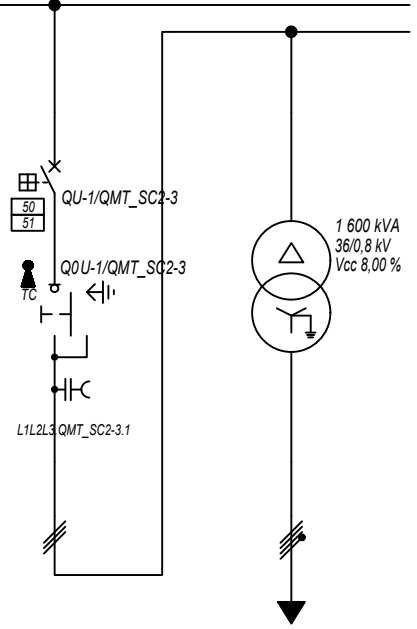 QU-1/QMT_SC2-3
50
51
Q0U-1/QMT_SC2-3
TC
1 600 kVA
36/0,8 kV
Vcc 8,00 %
L1L2L3.QMT_SC2-3.1